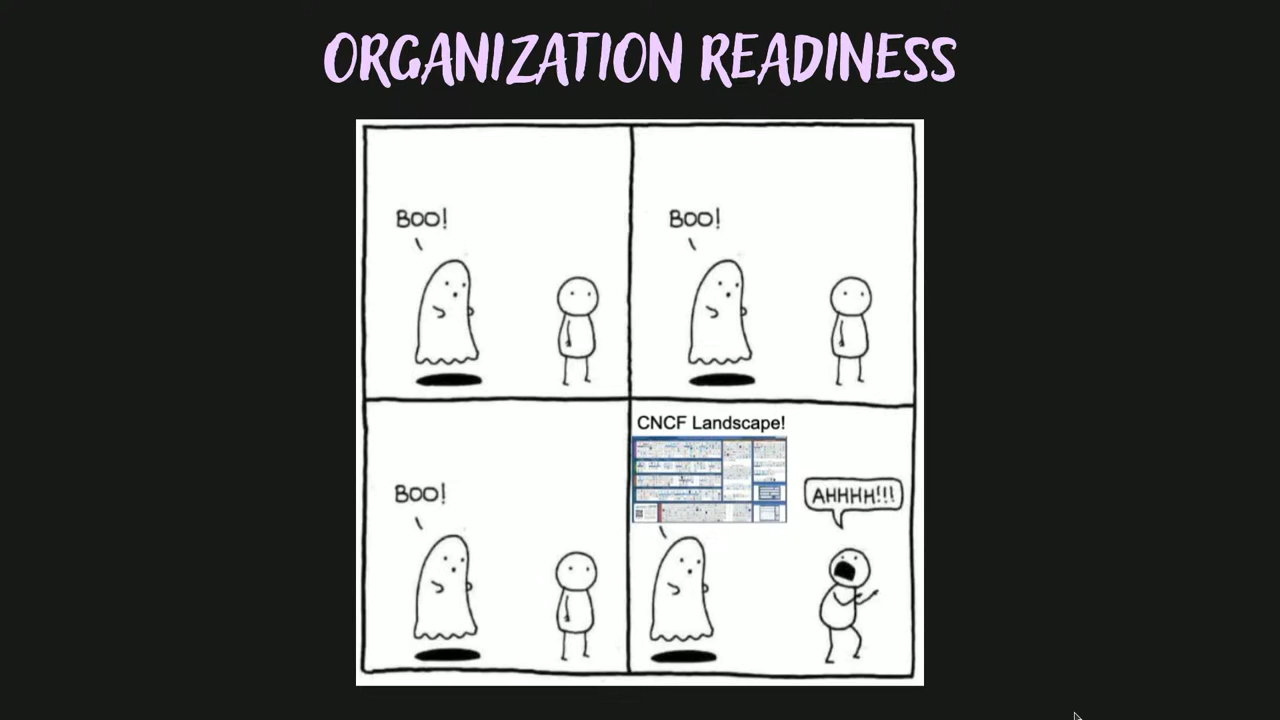 ORGANIZATION READINESS
BOO!
BOO!
BOO!
CNCF Landscape!
AHHHH!!!